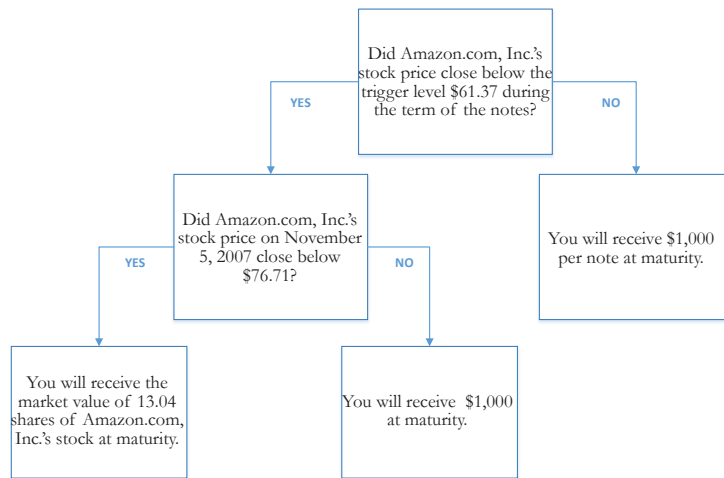 Did Amazon.com, Inc.'s
stock price close below the
trigger level $61.37 during
the term of the notes?
YES
NO
Did Amazon.com, Inc.'s
stock price on November
5, 2007 close below
$76.71?
You will receive $1,000
per note at maturity.
YES
NO
You will receive the
market value of 13.04
shares of Amazon.com,
Inc.'s stock at maturity.
You will receive $1,000
at maturity.